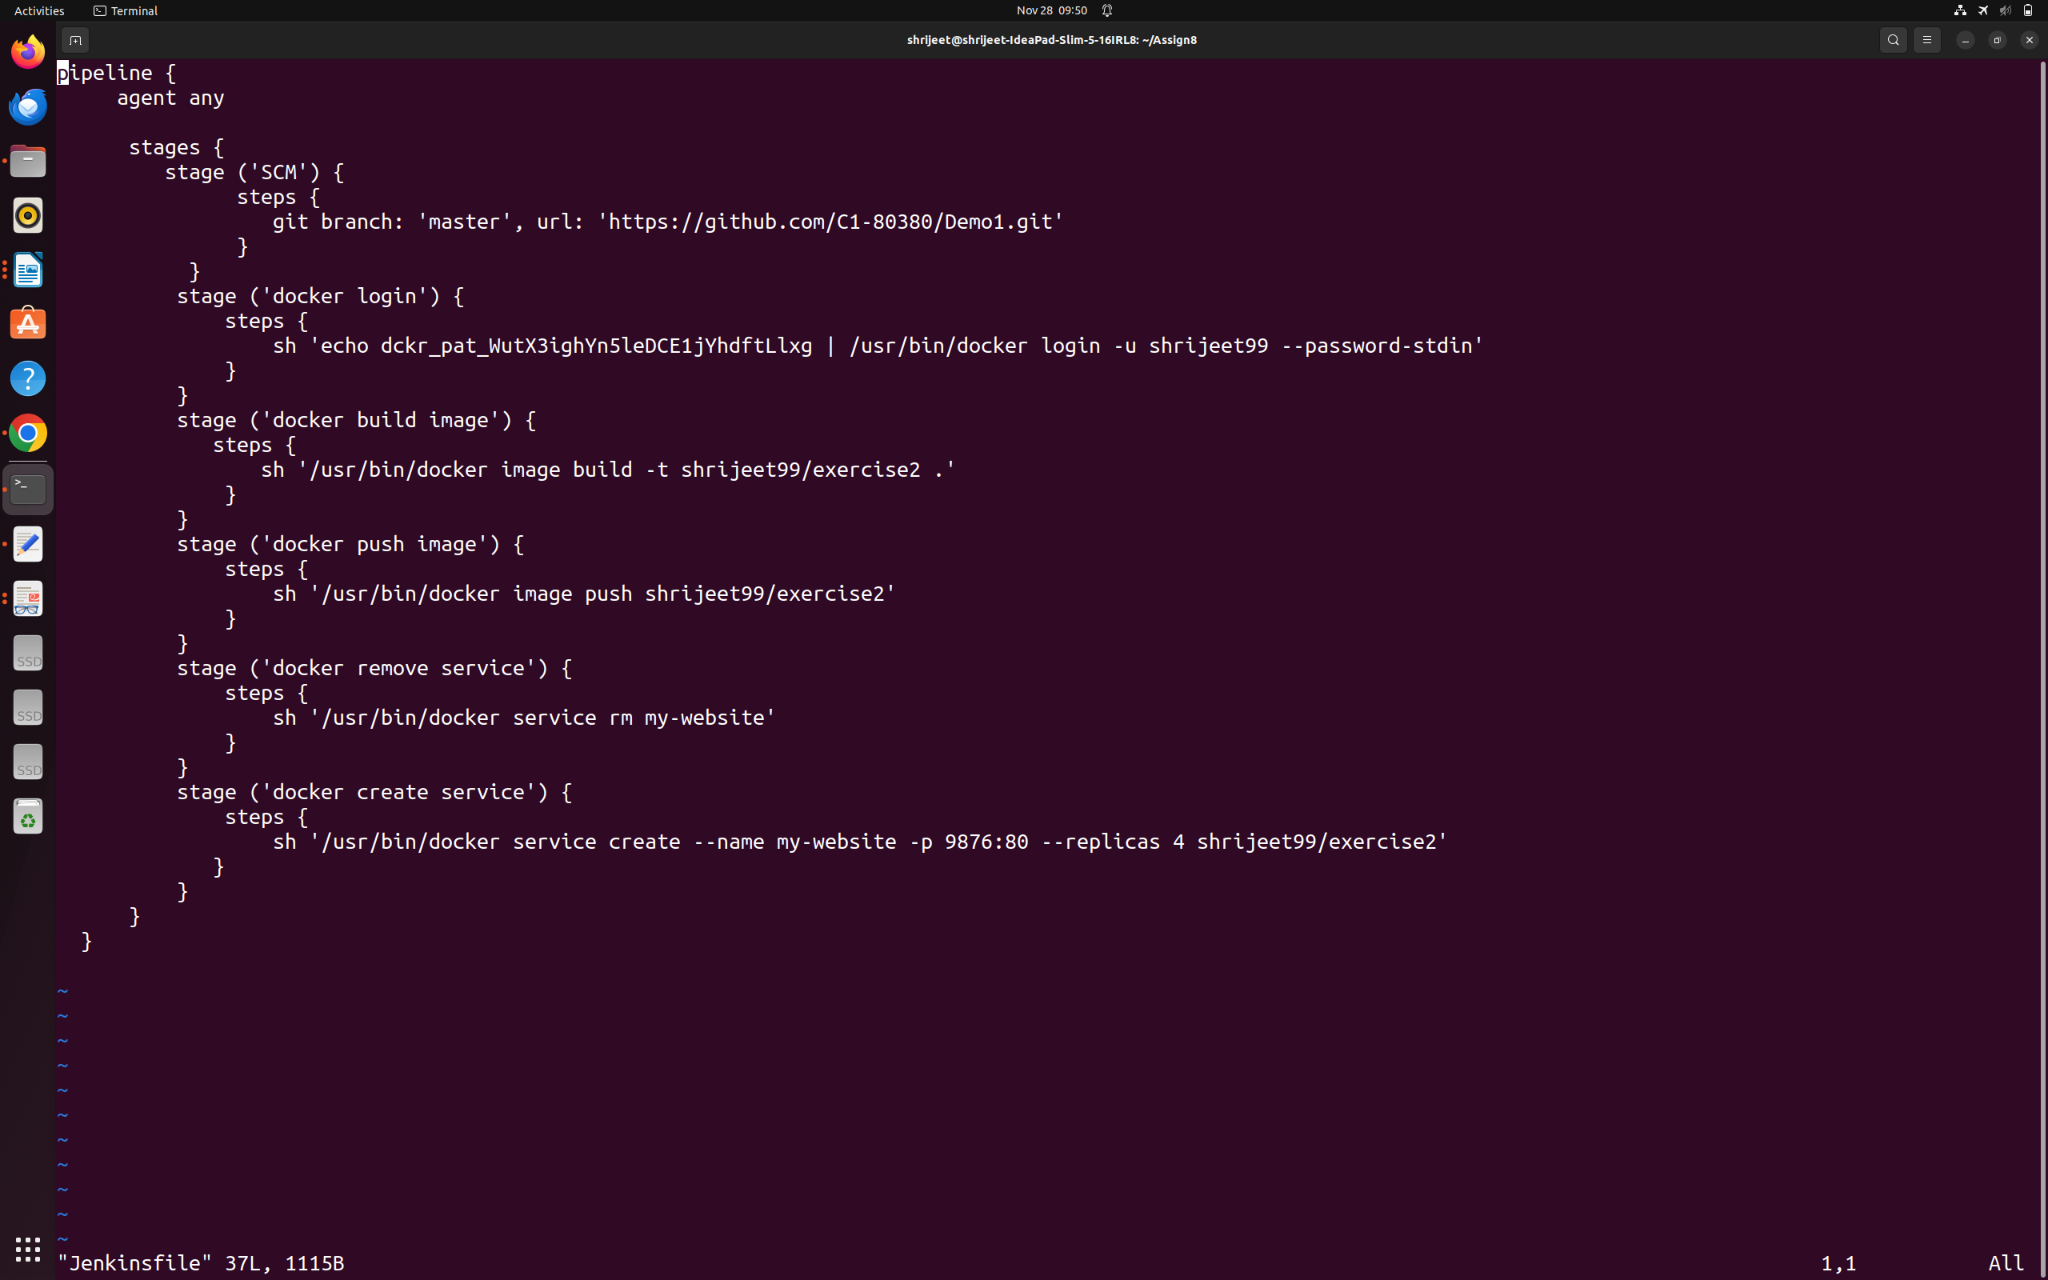 Activities Terminal Nov 28 09:50
shrijeet@shrijeet-IdeaPad-Slim-5-16IRL8: ~/Assign8
pipeline {
     agent any

      stages {
         stage ('SCM') {
               steps {
                  git branch: 'master', url: 'https://github.com/C1-80380/Demo1.git'
               }
           }
          stage ('docker login') {
              steps {
                  sh 'echo dckr_pat_WutX3ighYn5leDCE1jYhdftLlxg | /usr/bin/docker login -u shrijeet99 --password-stdin'
              }
          }
          stage ('docker build image') {
             steps {
                 sh '/usr/bin/docker image build -t shrijeet99/exercise2 .'
              }
          }
          stage ('docker push image') {
              steps {
                  sh '/usr/bin/docker image push shrijeet99/exercise2'
              }
          }
          stage ('docker remove service') {
              steps {
                  sh '/usr/bin/docker service rm my-website'
              }
          }
          stage ('docker create service') {
              steps {
                  sh '/usr/bin/docker service create --name my-website -p 9876:80 --replicas 4 shrijeet99/exercise2'
             }
          }
      }
  }

~
~
~
~
~
~
~
~
~
~
~
"Jenkinsfile" 37L, 1115B 1,1 All
SSD
SSD
SSD